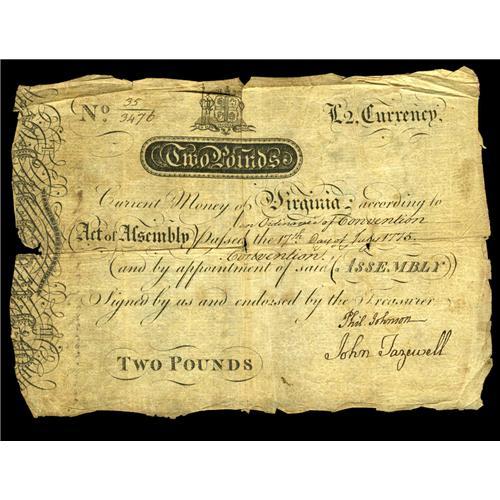 No. 35/3476
L2, Currency.
Two Pounds
Current Money of Virginia according to
an Ordinance of Convention
Act of Assembly passed the 17th Day of July 1775.
Convention
(and by appointment of said (ASSEMBLY)
Signed by us and endorsed by the Treasurer
Phil. Johnson
John Tazewell
TWO POUNDS